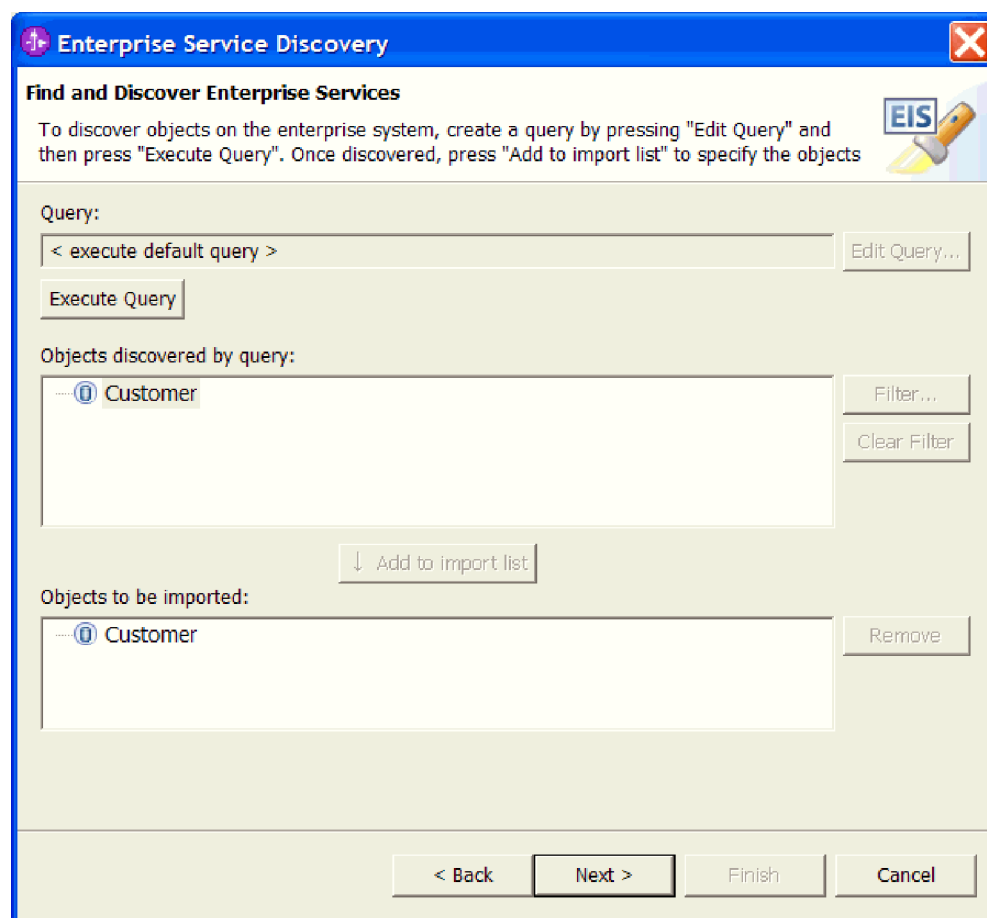 Enterprise Service Discovery
Find and Discover Enterprise Services
To discover objects on the enterprise system, create a query by pressing "Edit Query" and
then press "Execute Query". Once discovered, press "Add to import list" to specify the objects
EIS
Query:
< execute default query >
Edit Query...
Execute Query
Objects discovered by query:
Customer
Filter...
Clear Filter
↓ Add to import list
Objects to be imported:
Customer
Remove
< Back
Next >
Finish
Cancel